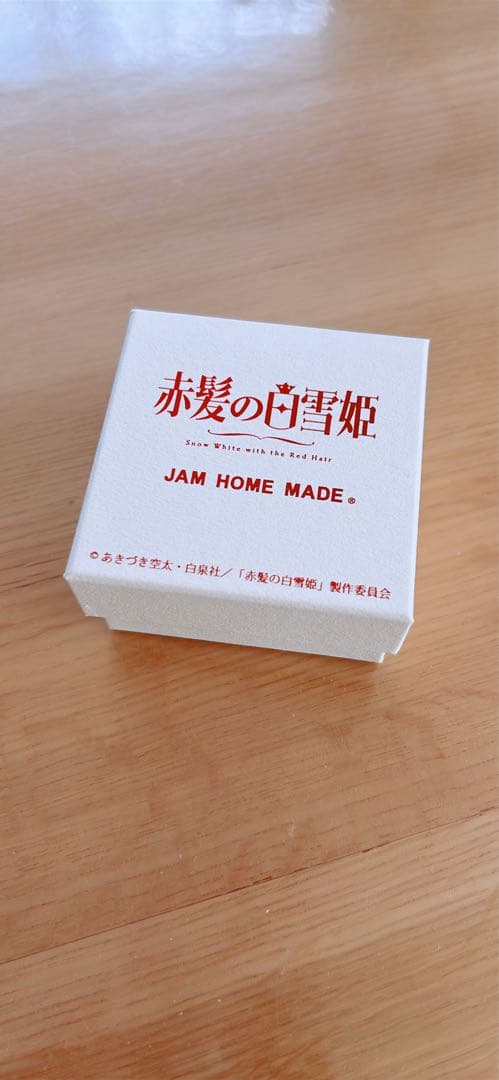 赤髪の白雪姫
Snow White with the Red Hair
JAM HOME MADE®
©あきづき空太・白泉社／「赤髪の白雪姫」製作委員会